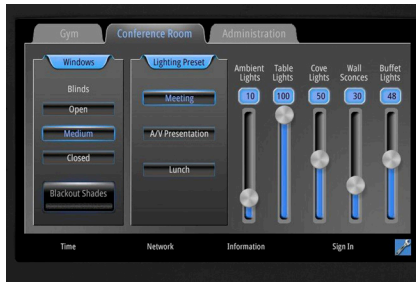 Gym
Conference Room
Administration
Windows
Blinds
Open
Medium
Closed
Blackout Shades
Lighting Preset
Meeting
A/V Presentation
Lunch
Ambient
Lights
10
Table
Lights
100
Cove
Lights
50
Wall
Sconces
30
Buffet
Lights
48
Time
Network
Information
Sign In